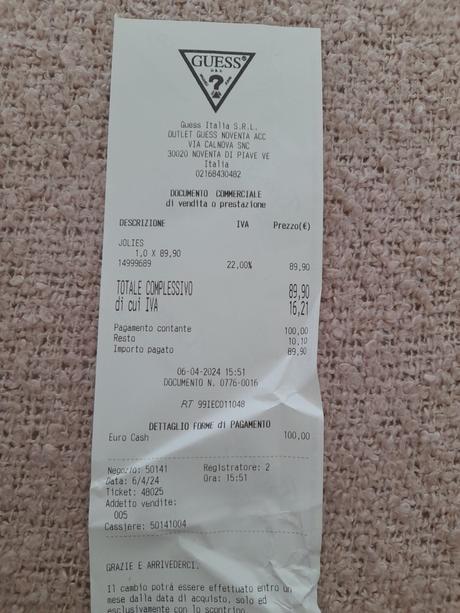 GUESS®
U.S.A.
?
Guess Italia S.R.L.
OUTLET GUESS NOVENTA ACC
VIA CALNOVA SNC
30020 NOVENTA DI PIAVE VE
Italia
02168430482
DOCUMENTO COMMERCIALE
di vendita o prestazione
DESCRIZIONE IVA Prezzo(€)
JOLIES
1,0 X 89,90
14999689 22,00% 89,90
TOTALE COMPLESSIVO 89,90
di cui IVA 16,21
Pagamento contante 100,00
Resto 10,10
Importo pagato 89,90
06-04-2024 15:51
DOCUMENTO N. 0776-0016
RT 99IEC011048
DETTAGLIO FORME di PAGAMENTO
Euro Cash 100,00
Negozio: 50141 Registratore: 2
Data: 6/4/24 Ora: 15:51
Ticket: 48025
Addetto vendite:
005
Cassiere: 50141004
GRAZIE E ARRIVEDERCI.
Il cambio potrà essere effettuato entro un
mese dalla data di acquisto, solo ed
esclusivamente con lo scontrino